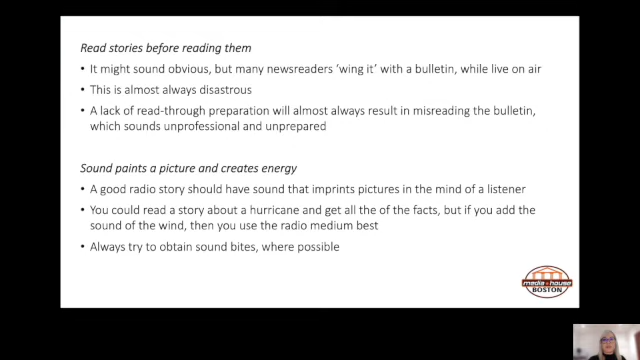 Read stories before reading them
• It might sound obvious, but many newsreaders ‘wing it’ with a bulletin, while live on air
• This is almost always disastrous
• A lack of read-through preparation will almost always result in misreading the bulletin,
which sounds unprofessional and unprepared
Sound paints a picture and creates energy
• A good radio story should have sound that imprints pictures in the mind of a listener
• You could read a story about a hurricane and get all the of the facts, but if you add the
sound of the wind, then you use the radio medium best
• Always try to obtain sound bites, where possible
media house
BOSTON